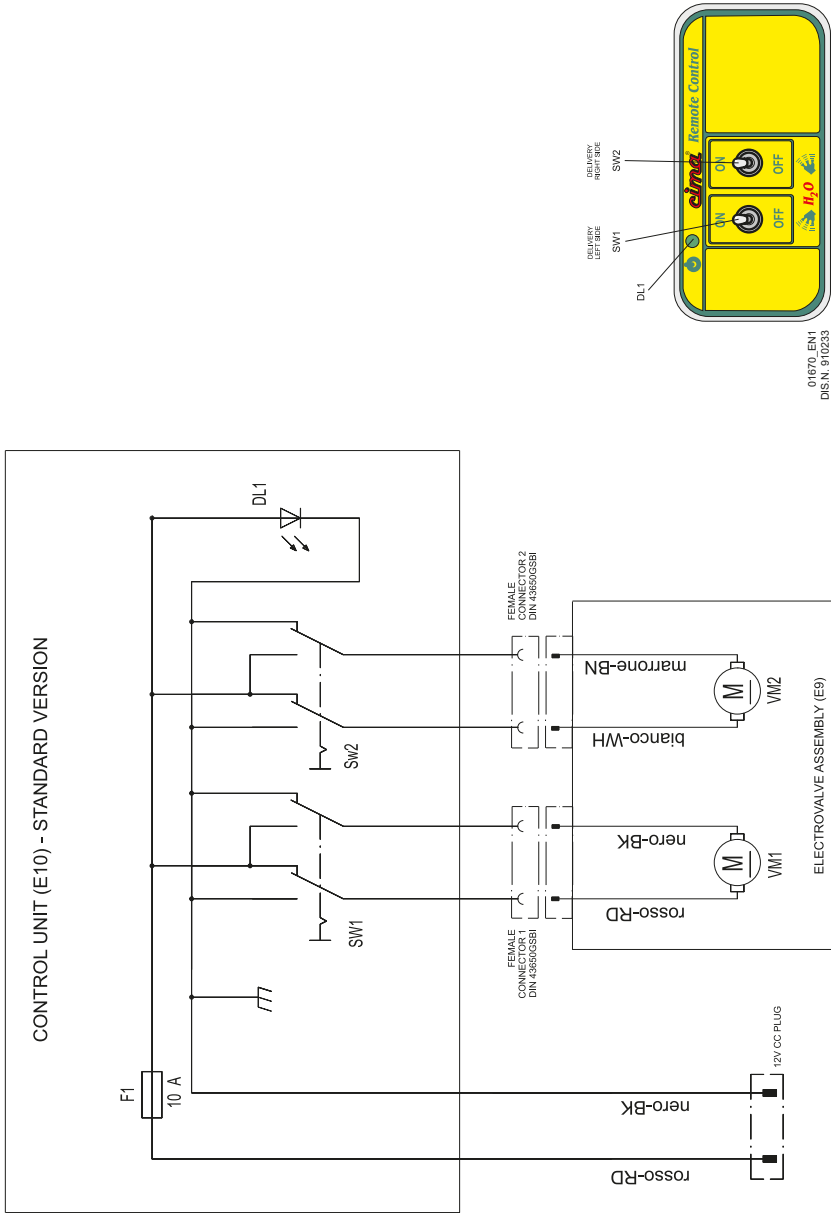 CONTROL UNIT (E10) - STANDARD VERSION
F1
10 A
DL1
SW1
Sw2
FEMALE
CONNECTOR 1
DIN 43650GSBI
FEMALE
CONNECTOR 2
DIN 43650GSBI
rosso-RD
nero-BK
rosso-RD
nero-BK
bianco-WH
marrone-BN
12V CC PLUG
M
VM1
M
VM2
ELECTROVALVE ASSEMBLY (E9)
DL1
DELIVERY
LEFT SIDE
SW1
DELIVERY
RIGHT SIDE
SW2
cima® Remote Control
ON
OFF
ON
OFF
H2O
01670_EN1
DIS.N. 910233